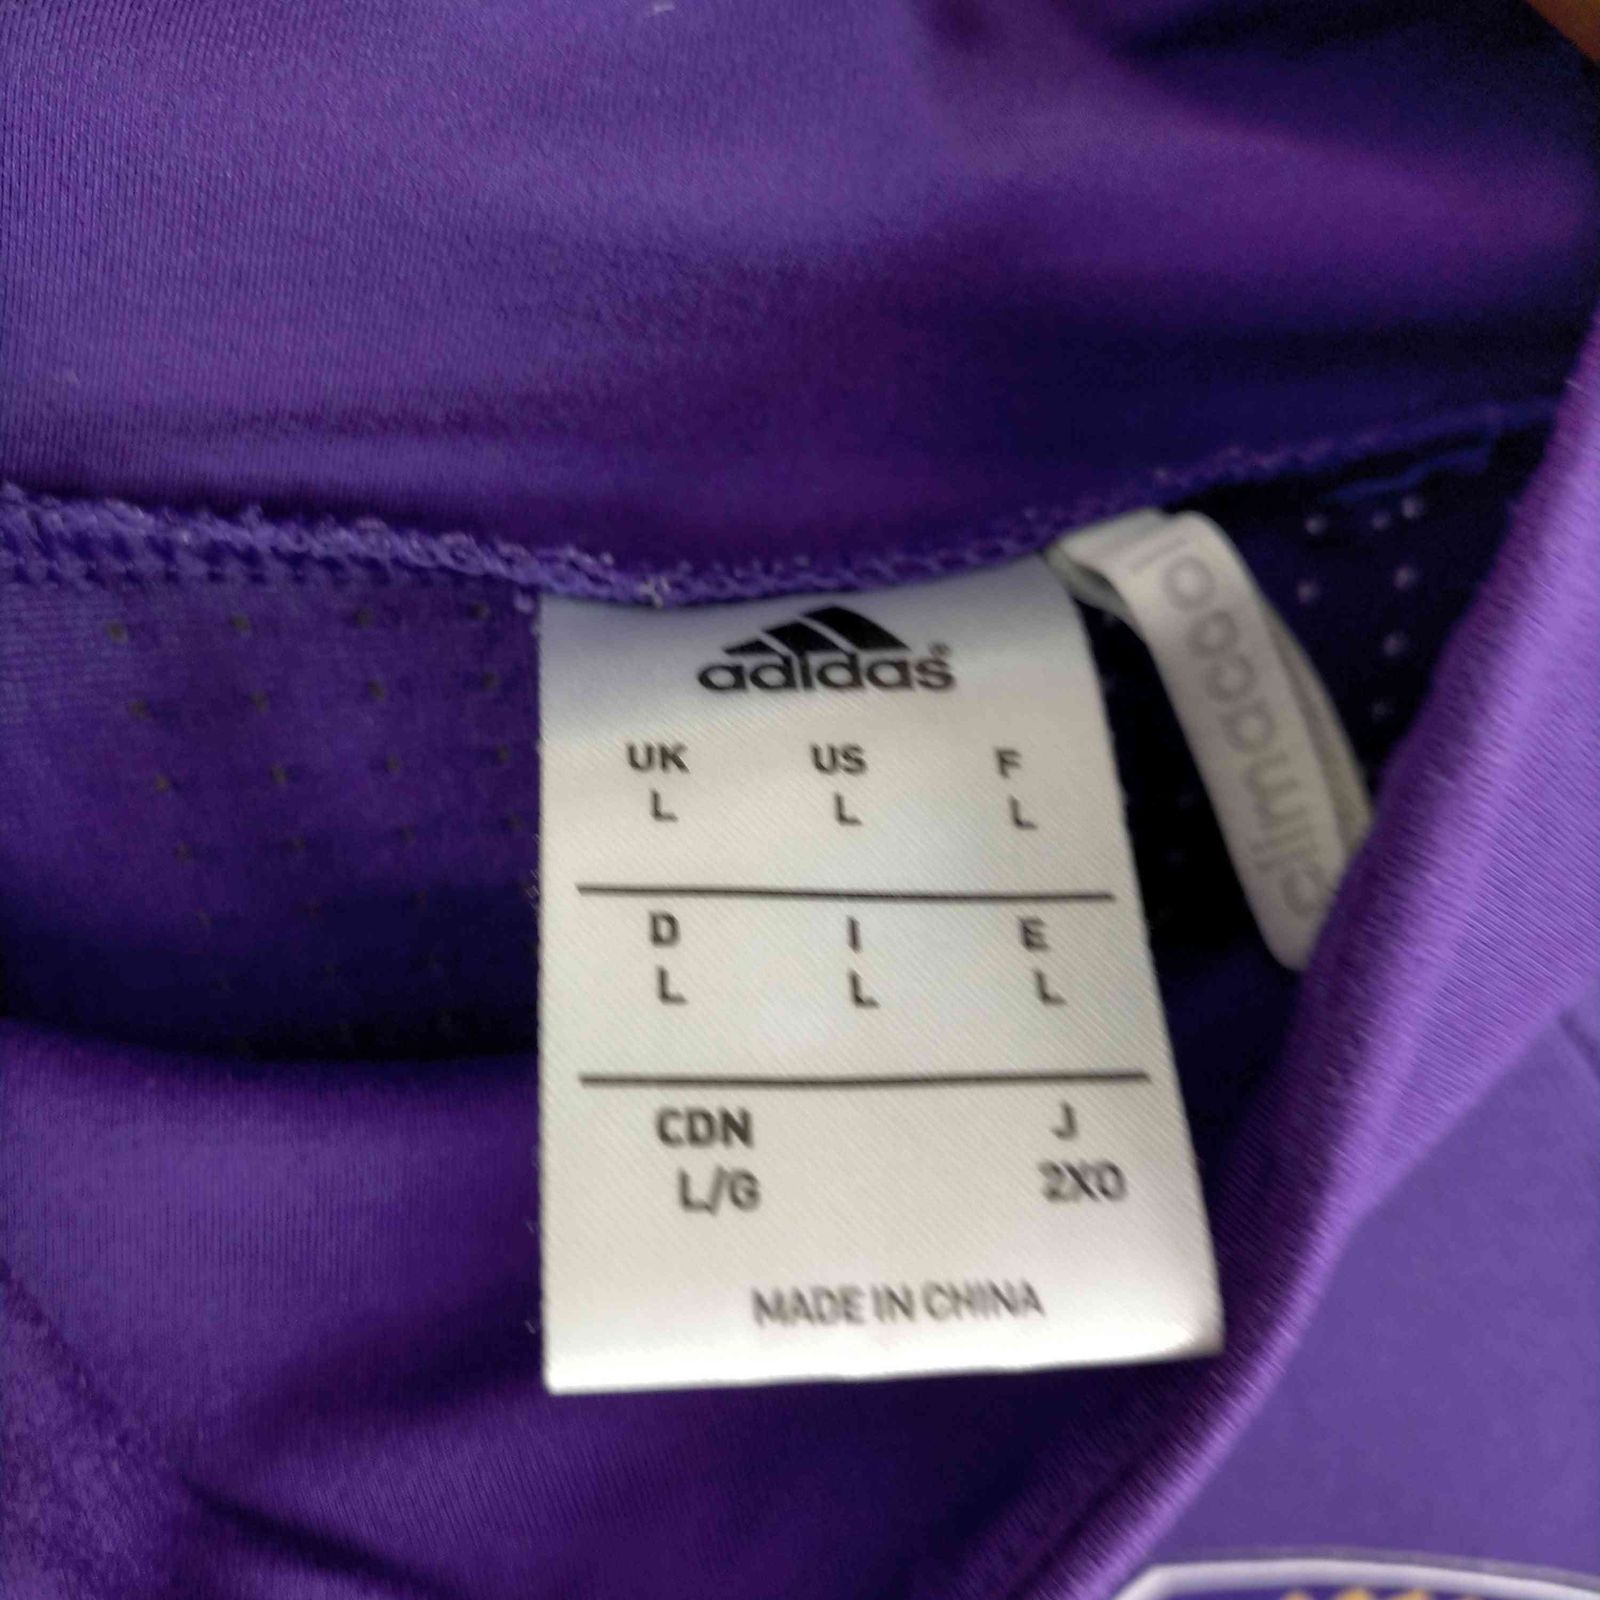 adidas®
UK US F
L L L
D I E
L L L
CDN J
L/G 2XO
MADE IN CHINA
climacool